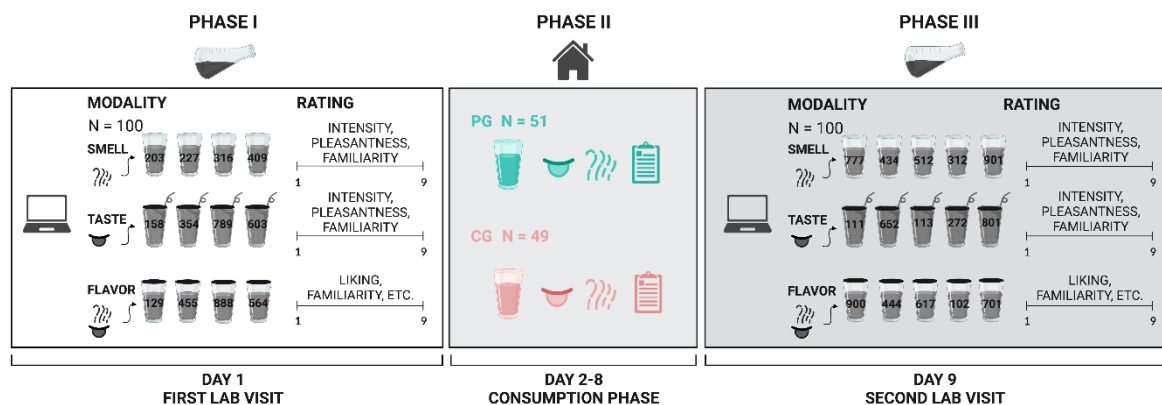 PHASE I
PHASE II
PHASE III
MODALITY
RATING
N = 100
SMELL
203 227 316 409
INTENSITY,
PLEASANTNESS,
FAMILIARITY
1 9
TASTE
158 354 789 603
INTENSITY,
PLEASANTNESS,
FAMILIARITY
1 9
FLAVOR
129 455 888 564
LIKING,
FAMILIARITY, ETC.
1 9
PG N = 51
CG N = 49
MODALITY
RATING
N = 100
SMELL
777 434 512 312 901
INTENSITY,
PLEASANTNESS,
FAMILIARITY
1 9
TASTE
111 652 113 272 801
INTENSITY,
PLEASANTNESS,
FAMILIARITY
1 9
FLAVOR
900 444 617 102 701
LIKING,
FAMILIARITY, ETC.
1 9
DAY 1
FIRST LAB VISIT
DAY 2-8
CONSUMPTION PHASE
DAY 9
SECOND LAB VISIT